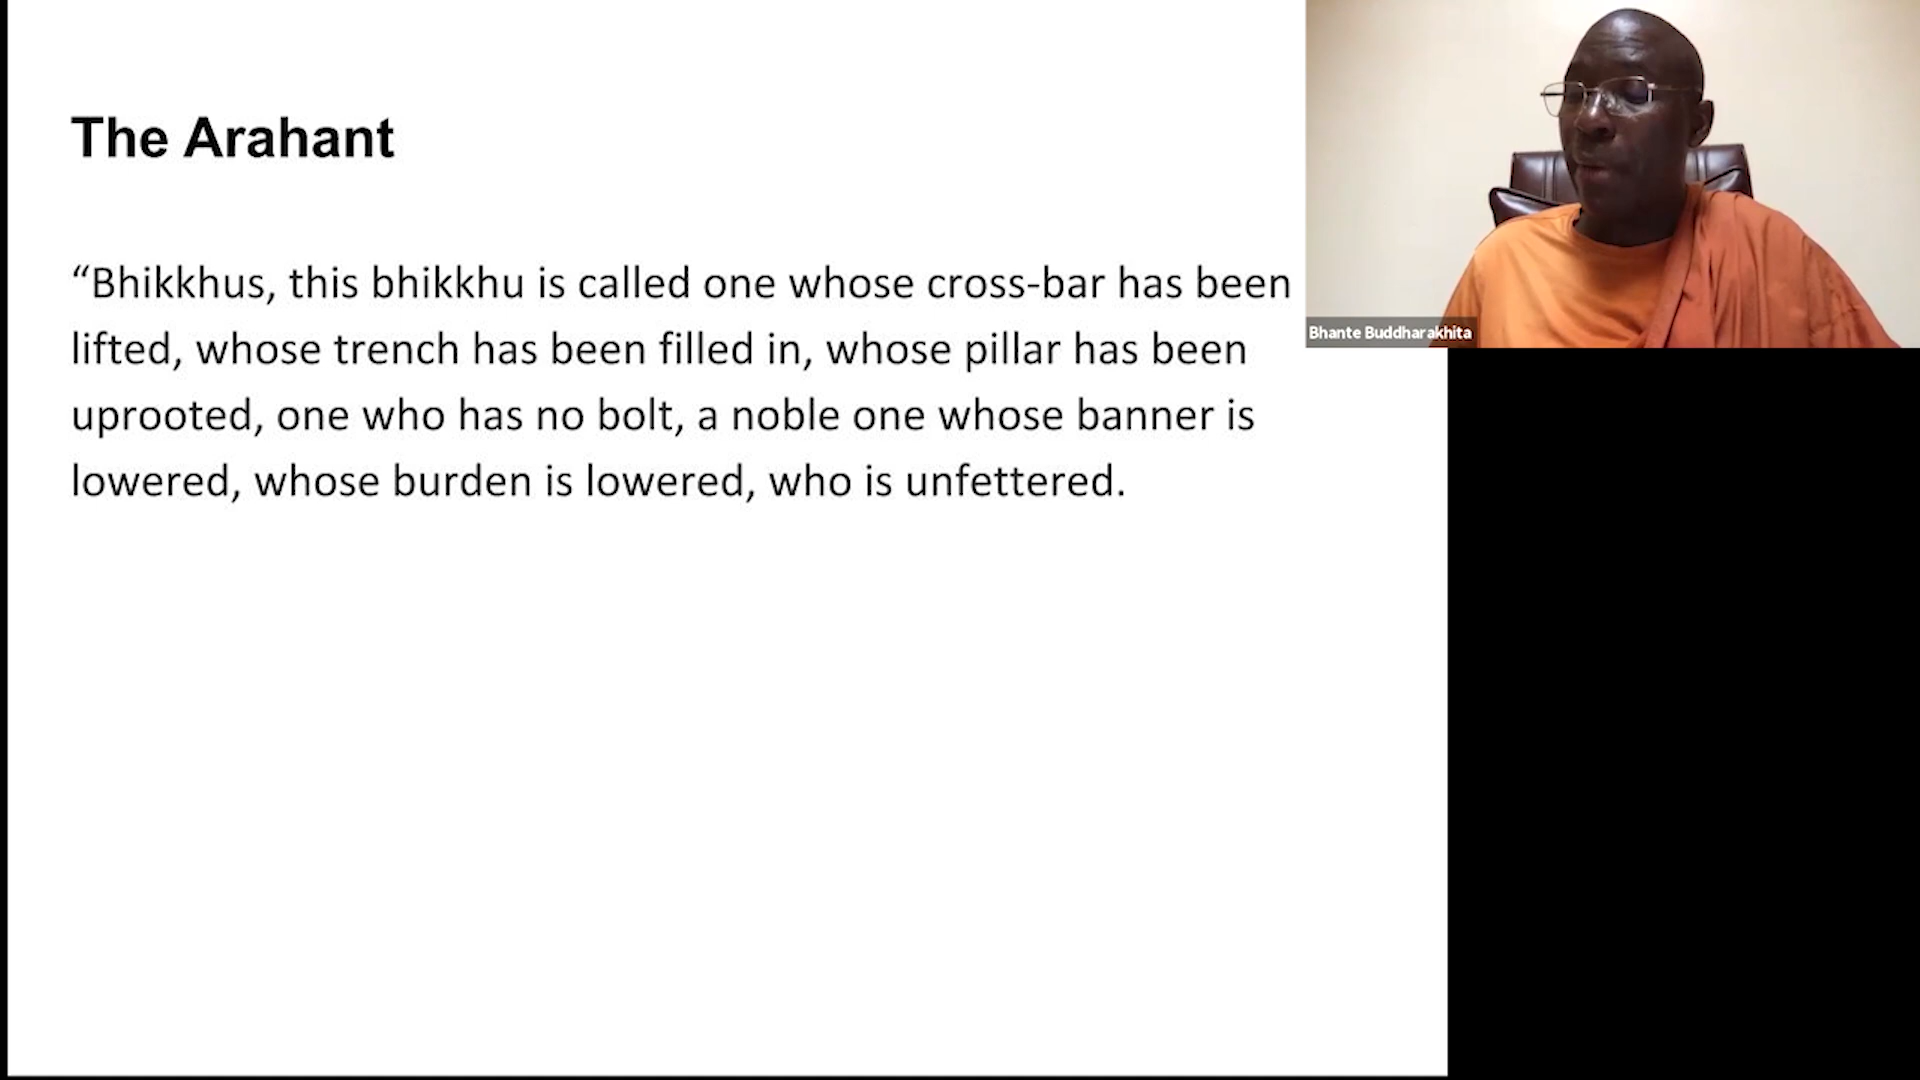 The Arahant
“Bhikkhus, this bhikkhu is called one whose cross-bar has been
lifted, whose trench has been filled in, whose pillar has been
uprooted, one who has no bolt, a noble one whose banner is
lowered, whose burden is lowered, who is unfettered.
Bhante Buddharakhita